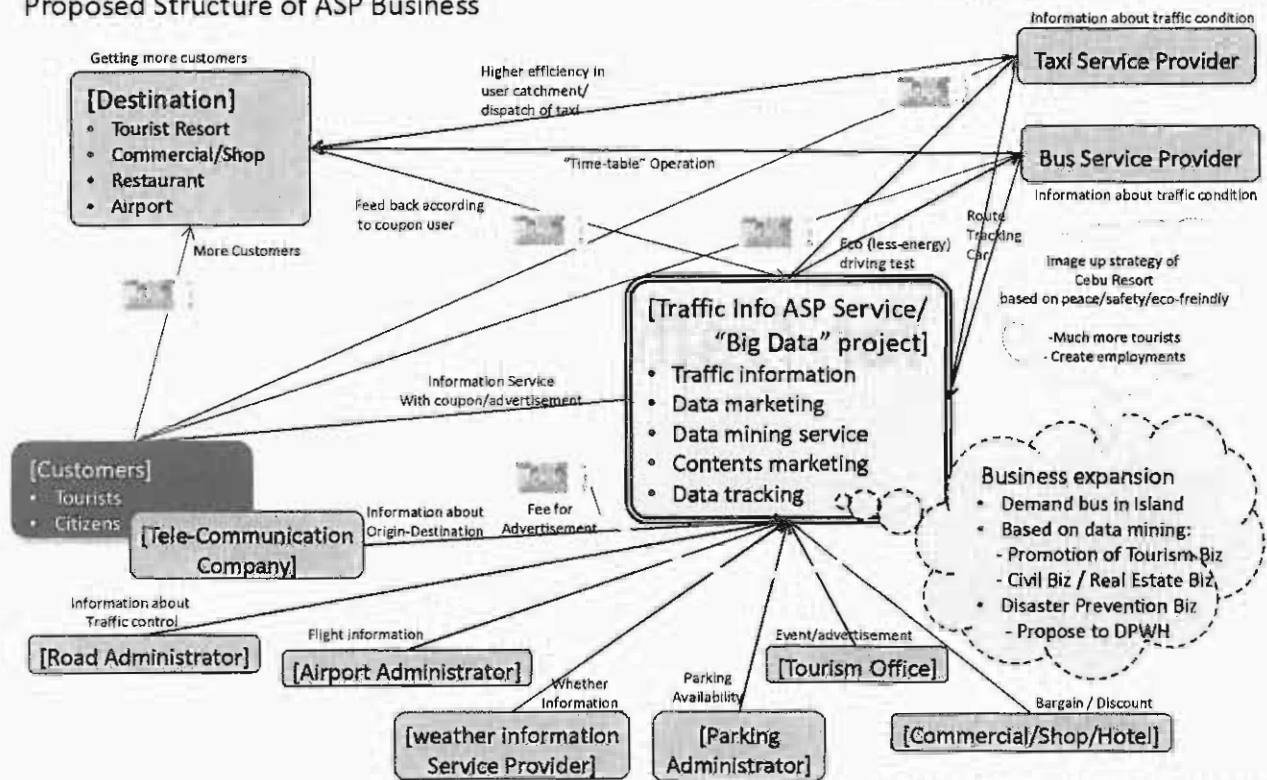 Proposed Structure of ASP Business
Information about traffic condition
Taxi Service Provider
Getting more customers
[Destination]
• Tourist Resort
• Commercial/Shop
• Restaurant
• Airport
Higher efficiency in
user catchment/
dispatch of taxi
"Time-table" Operation
Bus Service Provider
Information about traffic condition
Feed back according
to coupon user
More Customers
Eco (less-energy)
driving test
Route
Tracking
Car
Image up strategy of
Cebu Resort
based on peace/safety/eco-freindly
-Much more tourists
- Create employments
[Traffic Info ASP Service/
"Big Data" project]
• Traffic information
• Data marketing
• Data mining service
• Contents marketing
• Data tracking
Information Service
With coupon/advertisement
[Customers]
• Tourists
• Citizens
[Tele-Communication
Company]
Information about
Origin-Destination
Fee for
Advertisement
Business expansion
• Demand bus in Island
• Based on data mining:
- Promotion of Tourism Biz
- Civil Biz / Real Estate Biz
• Disaster Prevention Biz
- Propose to DPWH
Information about
Traffic control
[Road Administrator]
Flight information
[Airport Administrator]
Whether
Information
[weather information
Service Provider]
Parking
Availability
[Parking
Administrator]
Event/advertisement
[Tourism Office]
Bargain / Discount
[Commercial/Shop/Hotel]